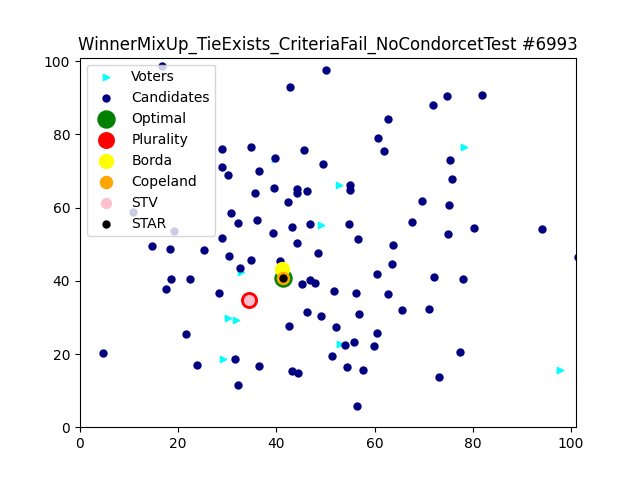 WinnerMixUp_TieExists_CriteriaFail_NoCondorcetTest #6993
100
80
60
40
20
0
Voters
Candidates
Optimal
Plurality
Borda
Copeland
STV
STAR
0 20 40 60 80 100